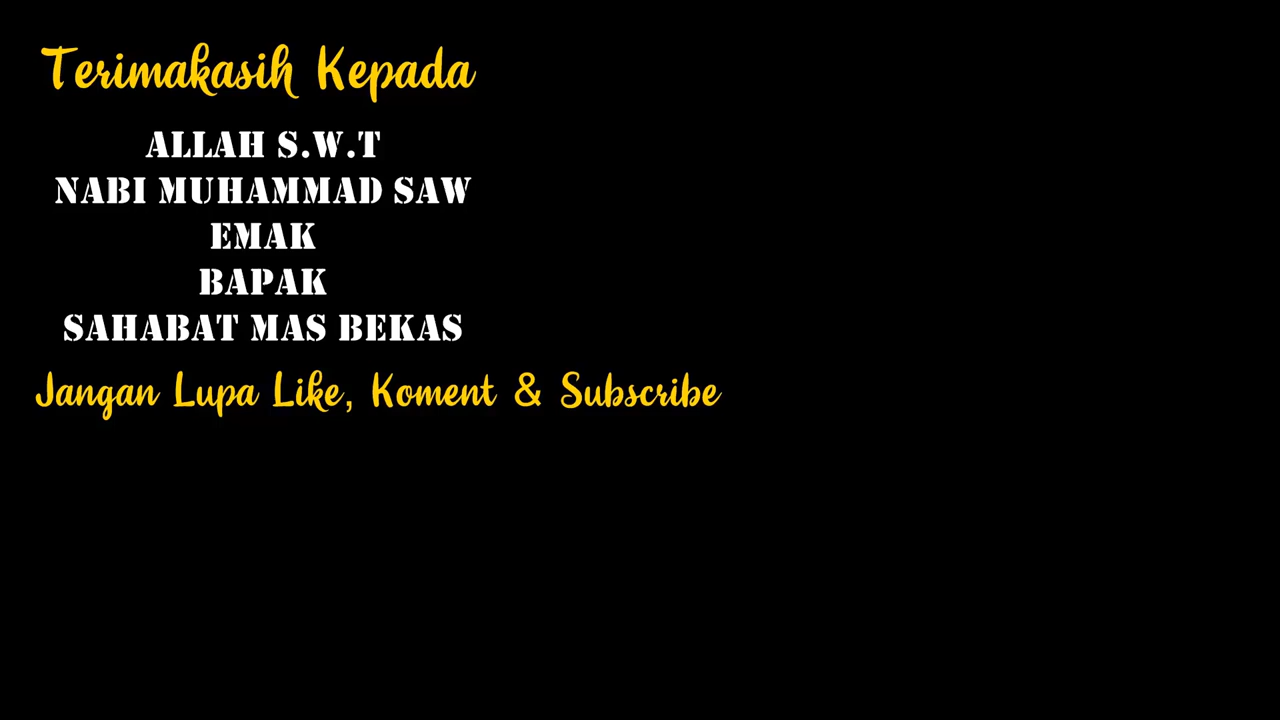 Terimakasih Kepada
ALLAH S.W.T
NABI MUHAMMAD SAW
EMAK
BAPAK
SAHABAT MAS BEKAS
Jangan Lupa Like, Koment & Subscribe